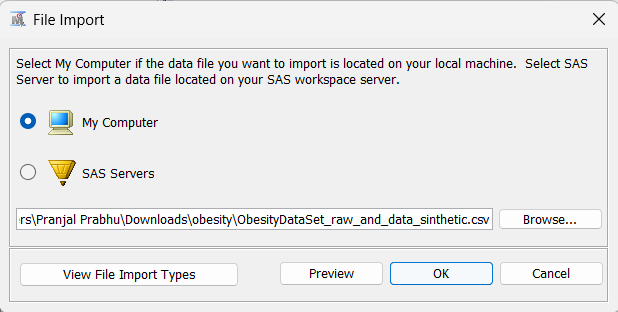 File Import
Select My Computer if the data file you want to import is located on your local machine.  Select SAS
Server to import a data file located on your SAS workspace server.
My Computer
SAS Servers
rs\Pranjal Prabhu\Downloads\obesity\ObesityDataSet_raw_and_data_sinthetic.csv
Browse...
View File Import Types
Preview
OK
Cancel